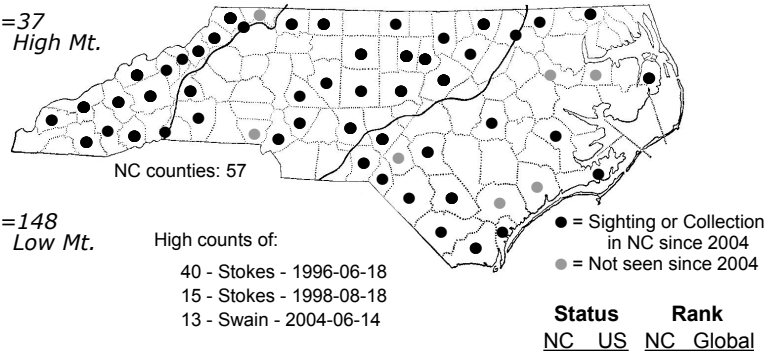 =37
High Mt.
NC counties: 57
=148
Low Mt.
High counts of:
40 - Stokes - 1996-06-18
15 - Stokes - 1998-08-18
13 - Swain - 2004-06-14
= Sighting or Collection
in NC since 2004
= Not seen since 2004
Status Rank
NC US NC Global